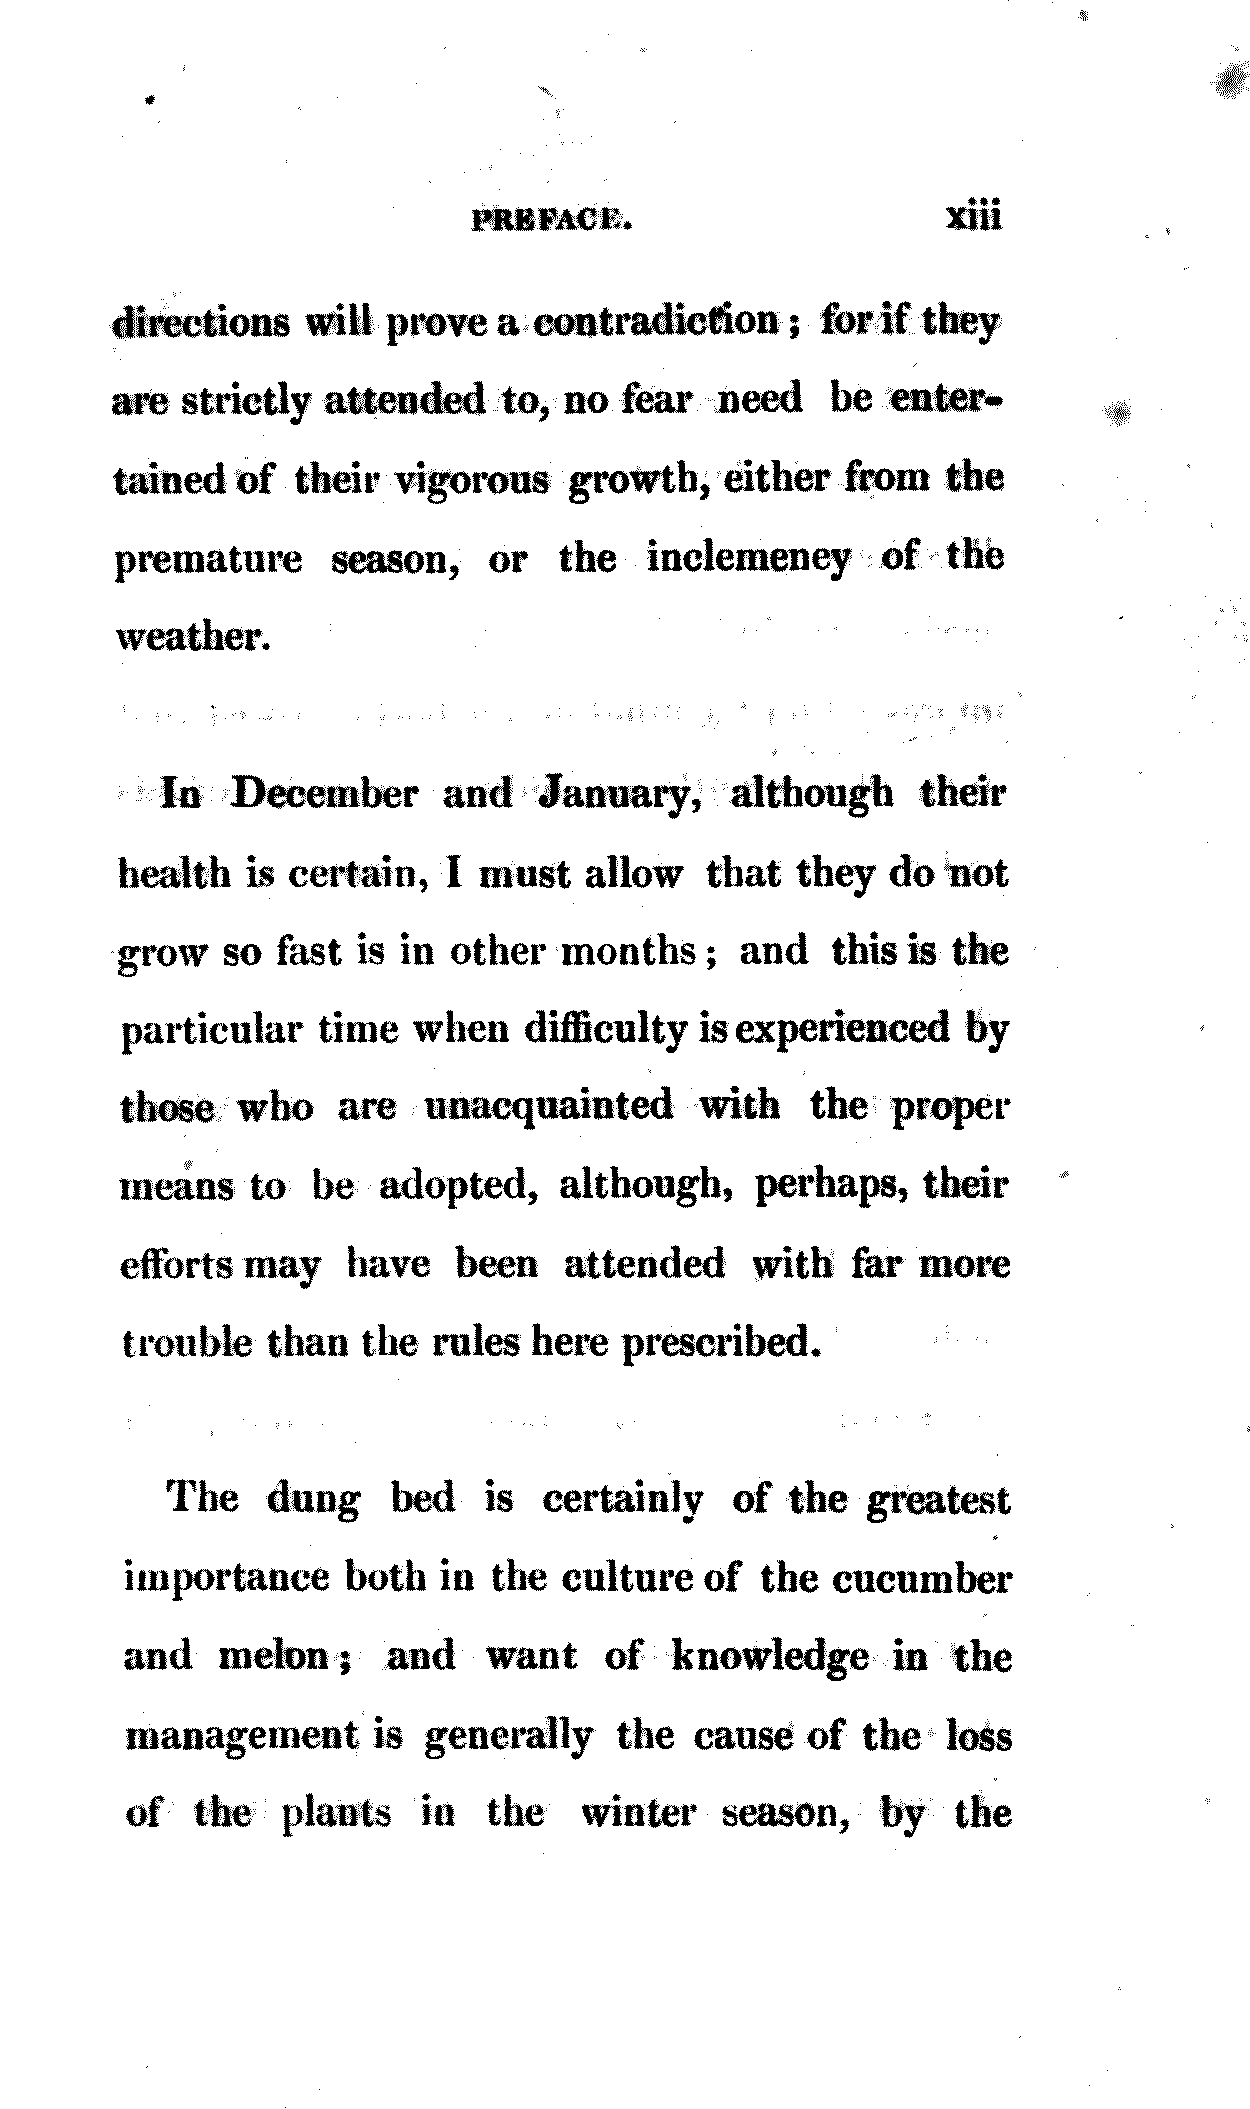 PREFACE. xiii
directions will prove a contradiction; for if they
are strictly attended to, no fear need be enter-
tained of their vigorous growth, either from the
premature season, or the inclemeney of the
weather.
In December and January, although their
health is certain, I must allow that they do not
grow so fast is in other months; and this is the
particular time when difficulty is experienced by
those who are unacquainted with the proper
means to be adopted, although, perhaps, their
efforts may have been attended with far more
trouble than the rules here prescribed.
The dung bed is certainly of the greatest
importance both in the culture of the cucumber
and melon; and want of knowledge in the
management is generally the cause of the loss
of the plants in the winter season, by the